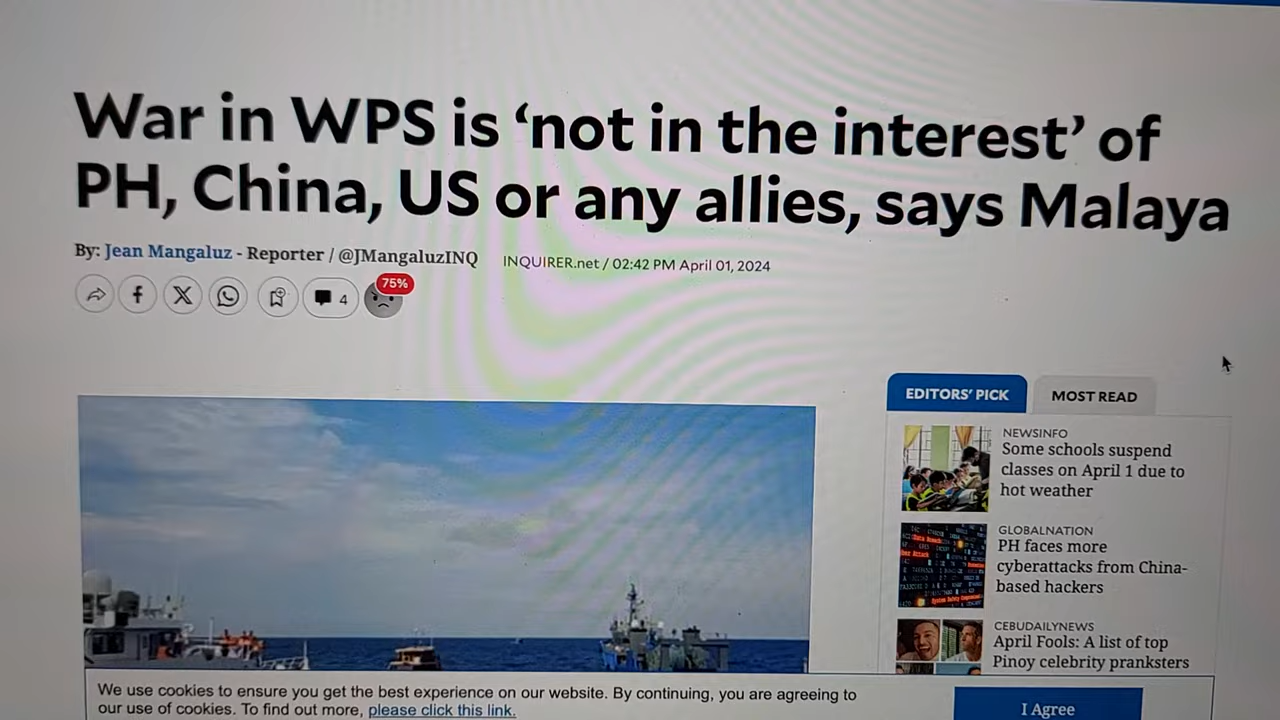 War in WPS is ‘not in the interest’ of
PH, China, US or any allies, says Malaya
By: Jean Mangaluz - Reporter / @JMangaluzINQ
INQUIRER.net / 02:42 PM April 01, 2024
4
75%
EDITORS’ PICK
MOST READ
NEWSINFO
Some schools suspend
classes on April 1 due to
hot weather
GLOBALNATION
PH faces more
cyberattacks from China-
based hackers
CEBUDAILYNEWS
April Fools: A list of top
Pinoy celebrity pranksters
We use cookies to ensure you get the best experience on our website. By continuing, you are agreeing to
our use of cookies. To find out more, please click this link.
I Agree